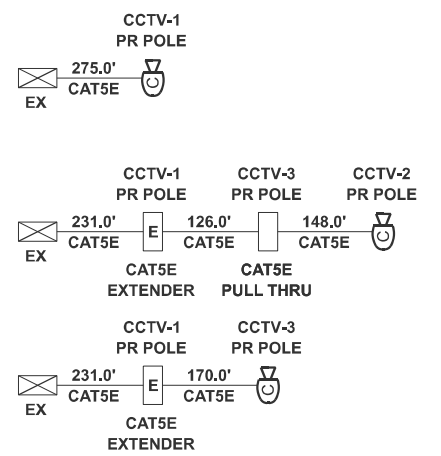 CCTV-1
PR POLE
275.0'
CAT5E
EX
C
CCTV-1 CCTV-3 CCTV-2
PR POLE PR POLE PR POLE
231.0' E 126.0' 148.0' C
CAT5E CAT5E CAT5E
EX
CAT5E CAT5E
EXTENDER PULL THRU
CCTV-1 CCTV-3
PR POLE PR POLE
231.0' E 170.0' C
CAT5E CAT5E
EX
CAT5E
EXTENDER